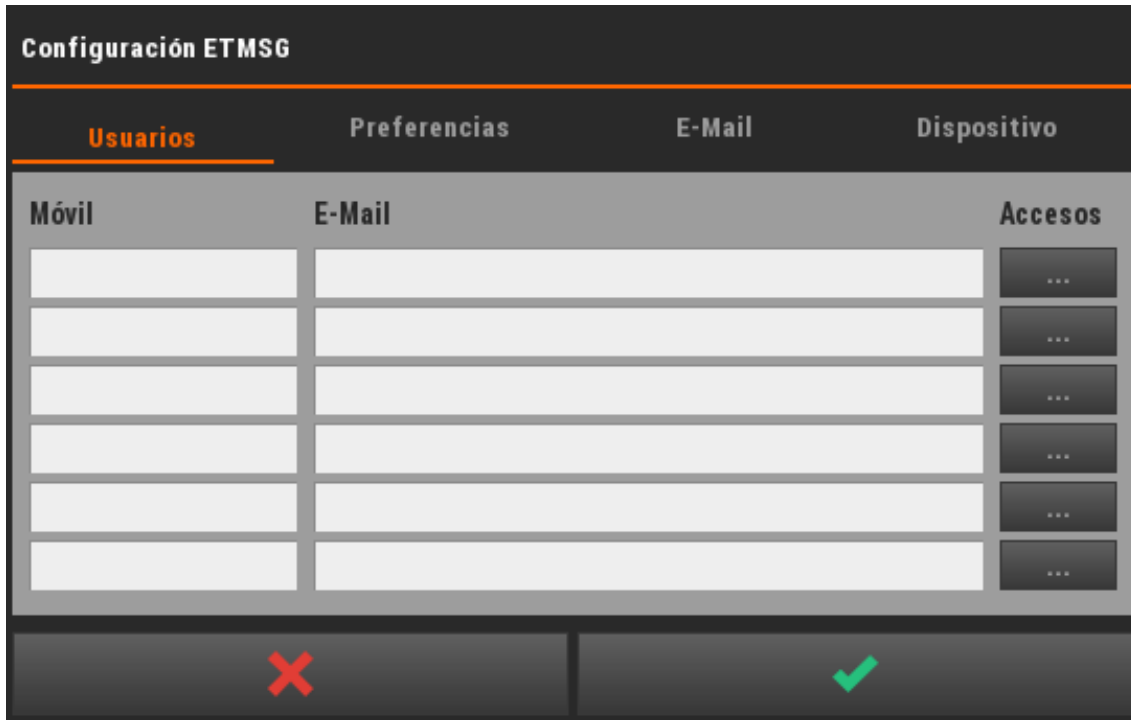 Configuración ETMSG
Usuarios Preferencias E-Mail Dispositivo
Móvil E-Mail Accesos
...
...
...
...
...
...